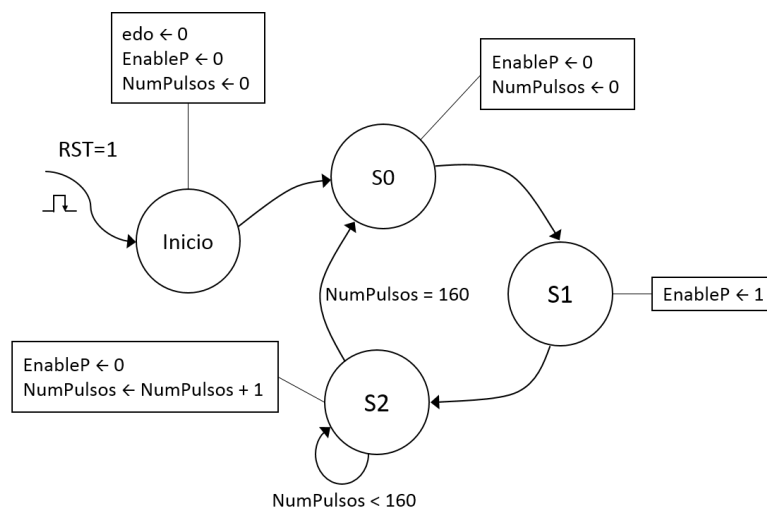 edo ← 0
EnableP ← 0
NumPulsos ← 0
EnableP ← 0
NumPulsos ← 0
RST=1
S0
Inicio
S1
EnableP ← 1
NumPulsos = 160
EnableP ← 0
NumPulsos ← NumPulsos + 1
S2
NumPulsos < 160